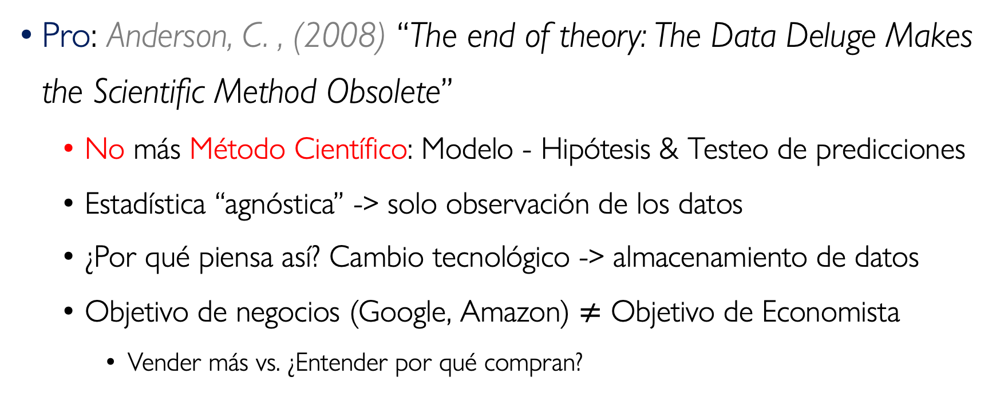 • Pro: Anderson, C. , (2008) “The end of theory: The Data Deluge Makes
the Scientific Method Obsolete”
• No más Método Científico: Modelo - Hipótesis & Testeo de predicciones
• Estadística “agnóstica” -> solo observación de los datos
• ¿Por qué piensa así? Cambio tecnológico -> almacenamiento de datos
• Objetivo de negocios (Google, Amazon) ≠ Objetivo de Economista
• Vender más vs. ¿Entender por qué compran?